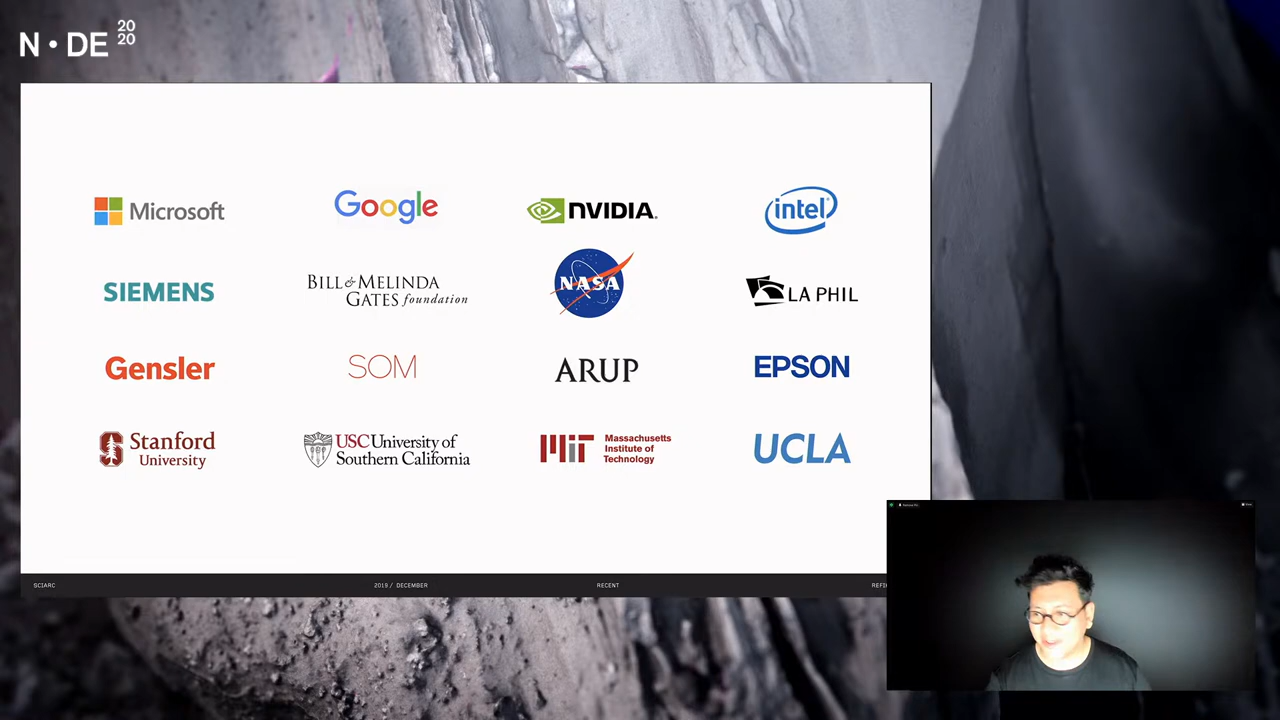 N•DE 20
20
Microsoft
Google
NVIDIA.
intel
SIEMENS
BILL & MELINDA
GATES foundation
NASA
LA PHIL
Gensler
SOM
ARUP
EPSON
S
Stanford
University
USC University of
Southern California
MIT
Massachusetts
Institute of
Technology
UCLA
SCIARC
2019 / DECEMBER
RECENT